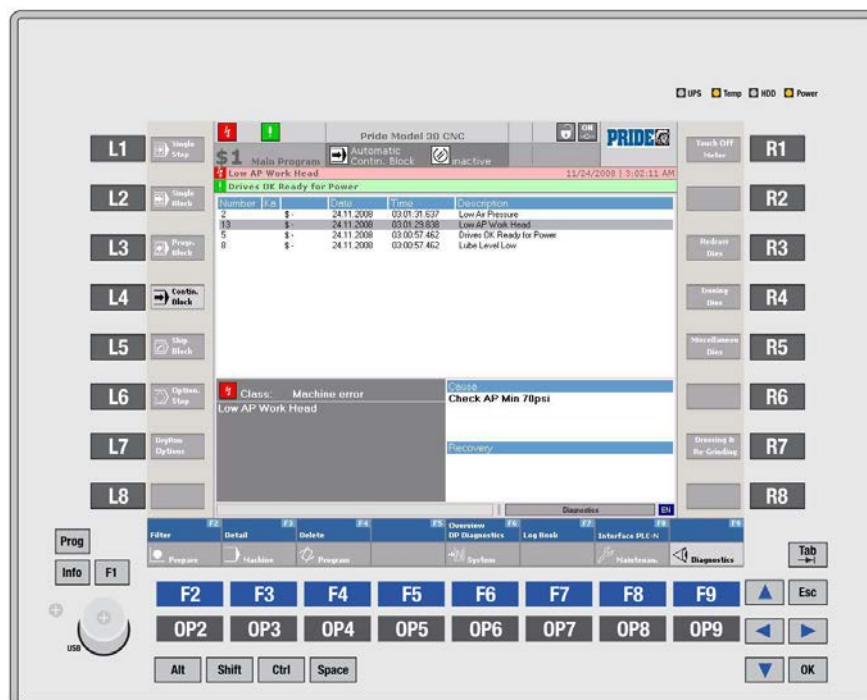 UPS Temp HDD Power
Pride Model 30 CNC
ON
PRIDE
$1 Main Program
Automatic
Contin. Block
inactive
Low AP Work Head 11/24/2008 | 3:02:11 AM
Drives OK Ready for Power
Number Ka Date Time Description
2 $ - 24.11.2008 03:01:31.637 Low Air Pressure
13 $ - 24.11.2008 03:01:29.838 Low AP Work Head
5 $ - 24.11.2008 03:00:57.462 Drives OK Ready for Power
8 $ - 24.11.2008 03:00:57.462 Lube Level Low
Class: Machine error
Low AP Work Head
Cause
Check AP Min 70psi
Recovery
Diagnostics EN
L1 Single
Step
L2 Single
Block
L3 Progr.
Block
L4 Contin.
Block
L5 Skip
Block
L6 Option.
Stop
L7 DryRun
Options
L8
Touch Off
Meter R1
R2
Redraw
Dies R3
Ironing
Dies R4
Miscellaneous
Dies R5
R6
Dressing &
Re-Grinding R7
R8
F2 F3 F4 F5 F6 F7 F8 F9
Filter Detail Delete Overview
DP Diagnostics Log Book Interface PLC-N
Prepare Machine Program System Maintenan. Diagnostics
Prog
Info F1
USB
Tab
Esc
F2 F3 F4 F5 F6 F7 F8 F9
OP2 OP3 OP4 OP5 OP6 OP7 OP8 OP9
Alt Shift Ctrl Space
OK